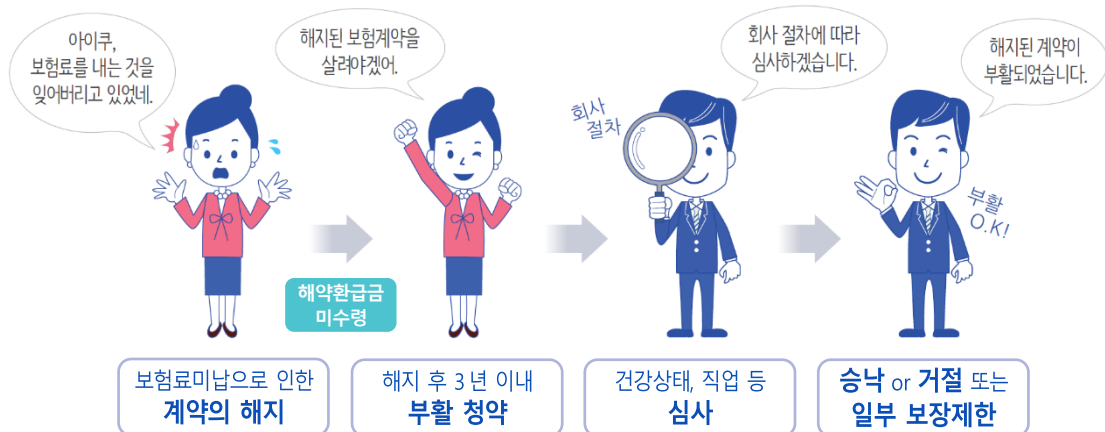 아이쿠,
보험료를 내는 것을
잊어버리고 있었네.
해지된 보험계약을
살려야겠어.
회사 절차에 따라
심사하겠습니다.
해지된 계약이
부활되었습니다.
회사
절차
부활
O.K!
해약환급금
미수령
보험료미납으로 인한
계약의 해지
해지 후 3년 이내
부활 청약
건강상태, 직업 등
심사
승낙 or 거절 또는
일부 보장제한